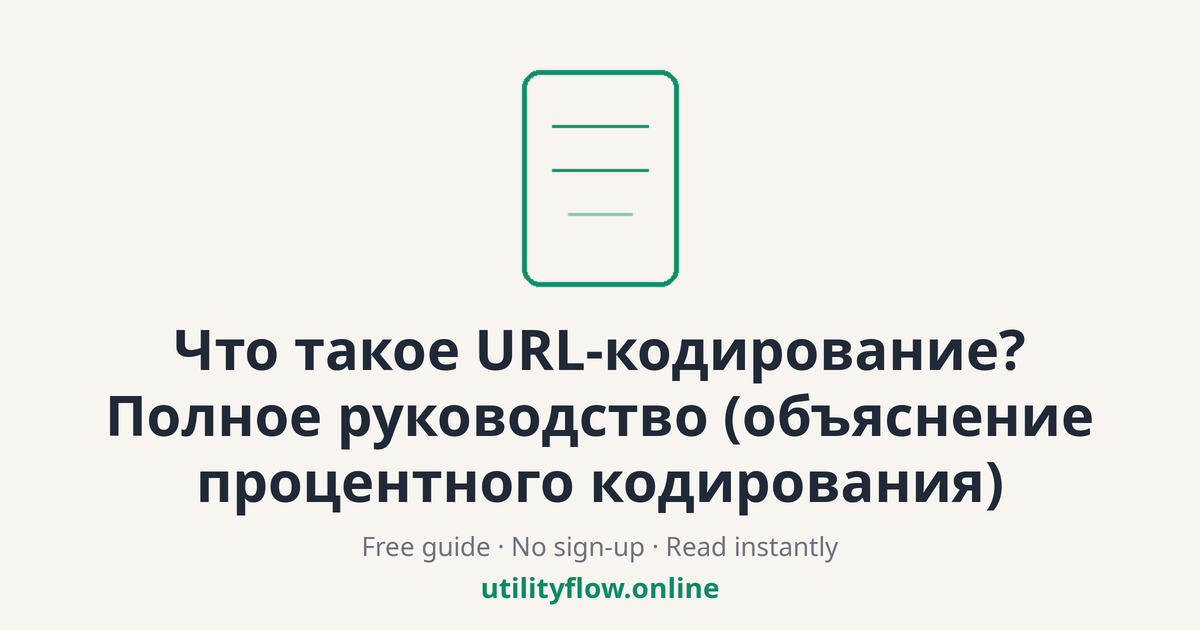 Что такое URL-кодирование?
Полное руководство (объяснение
процентного кодирования)
Free guide · No sign-up · Read instantly
utilityflow.online